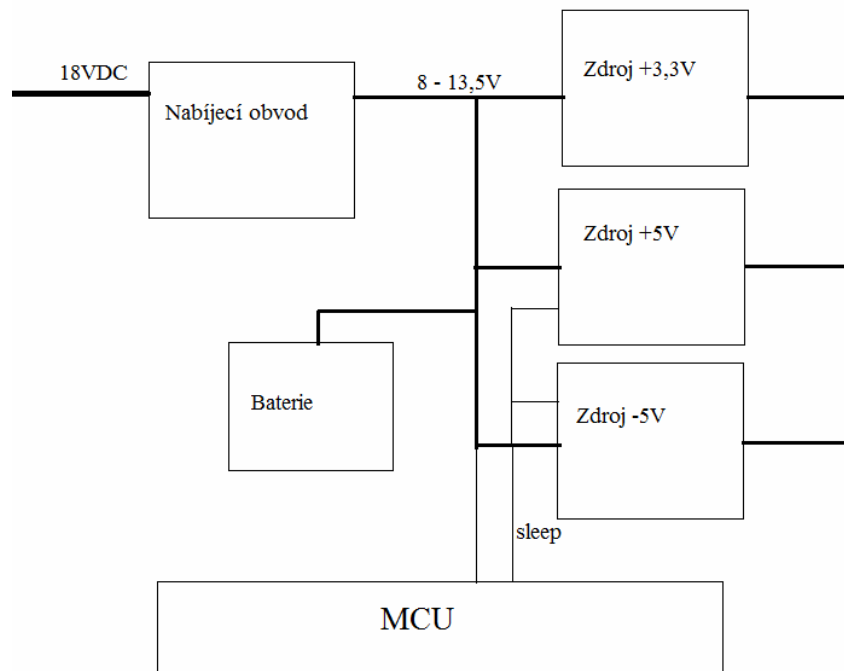 18VDC
Nabíjecí obvod
8 - 13,5V
Zdroj +3,3V
Zdroj +5V
Baterie
Zdroj -5V
sleep
MCU